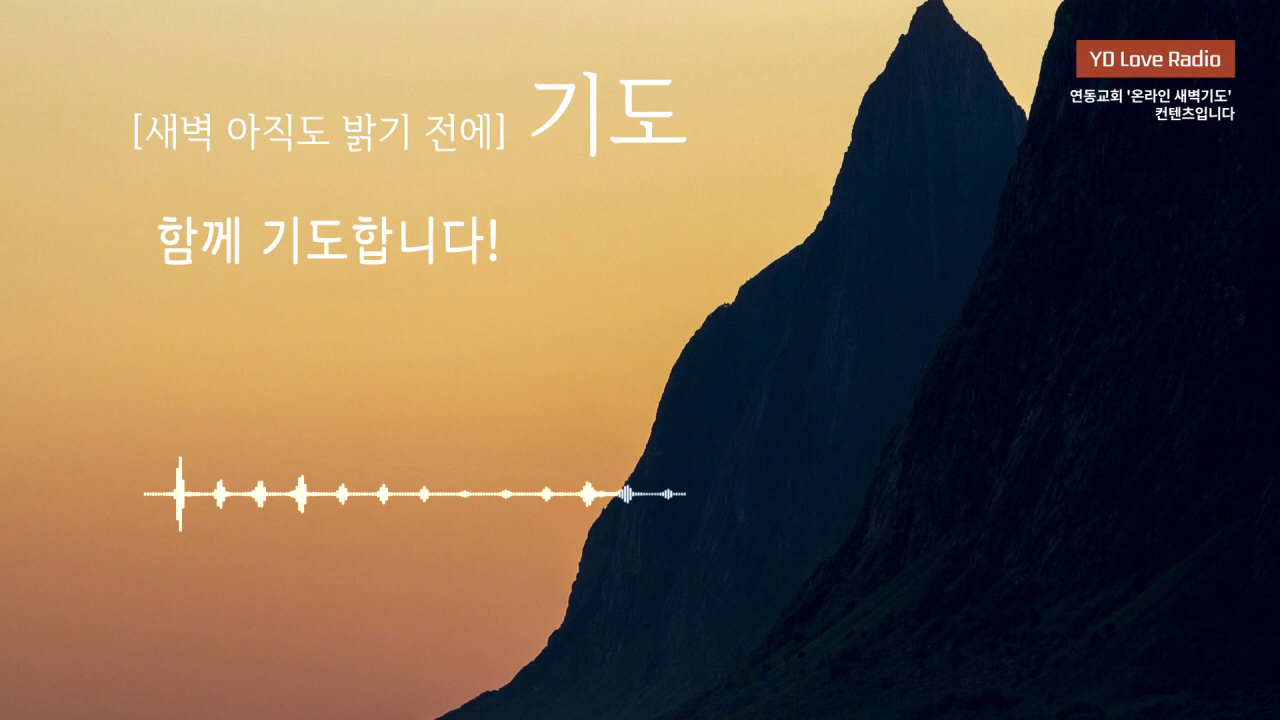 [새벽 아직도 밝기 전에] 기도
함께 기도합니다!
YD Love Radio
연동교회 '온라인 새벽기도'
컨텐츠입니다